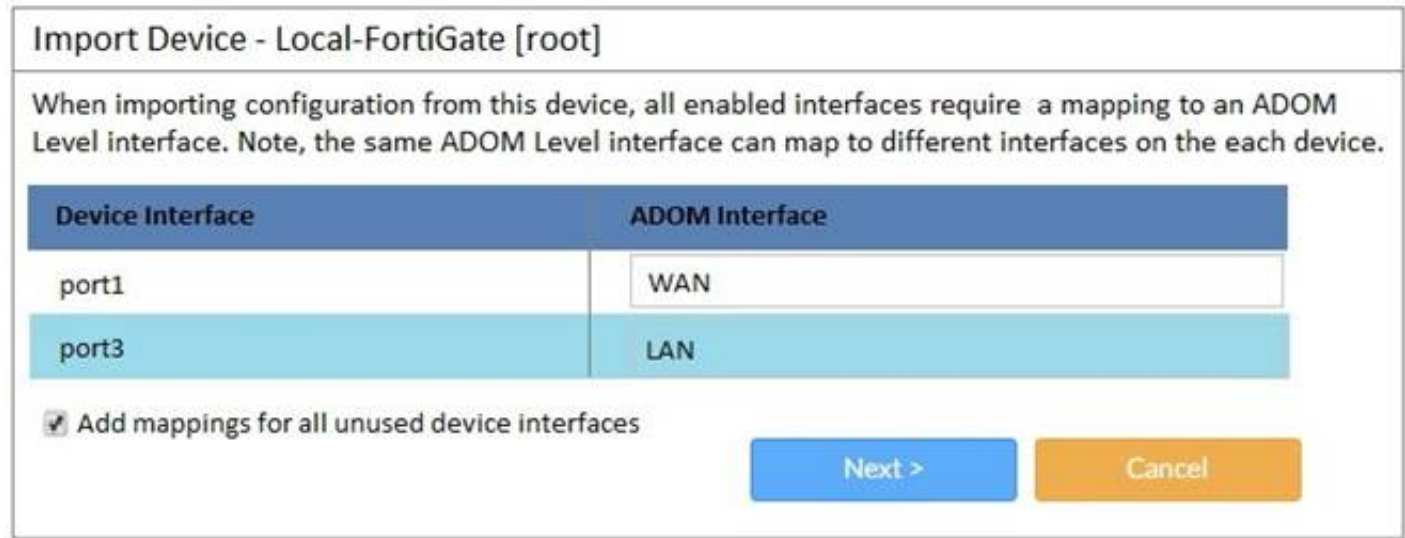 Import Device - Local-FortiGate [root]
When importing configuration from this device, all enabled interfaces require a mapping to an ADOM
Level interface. Note, the same ADOM Level interface can map to different interfaces on the each device.
Device Interface ADOM Interface
port1 WAN
port3 LAN
Add mappings for all unused device interfaces
Next > Cancel